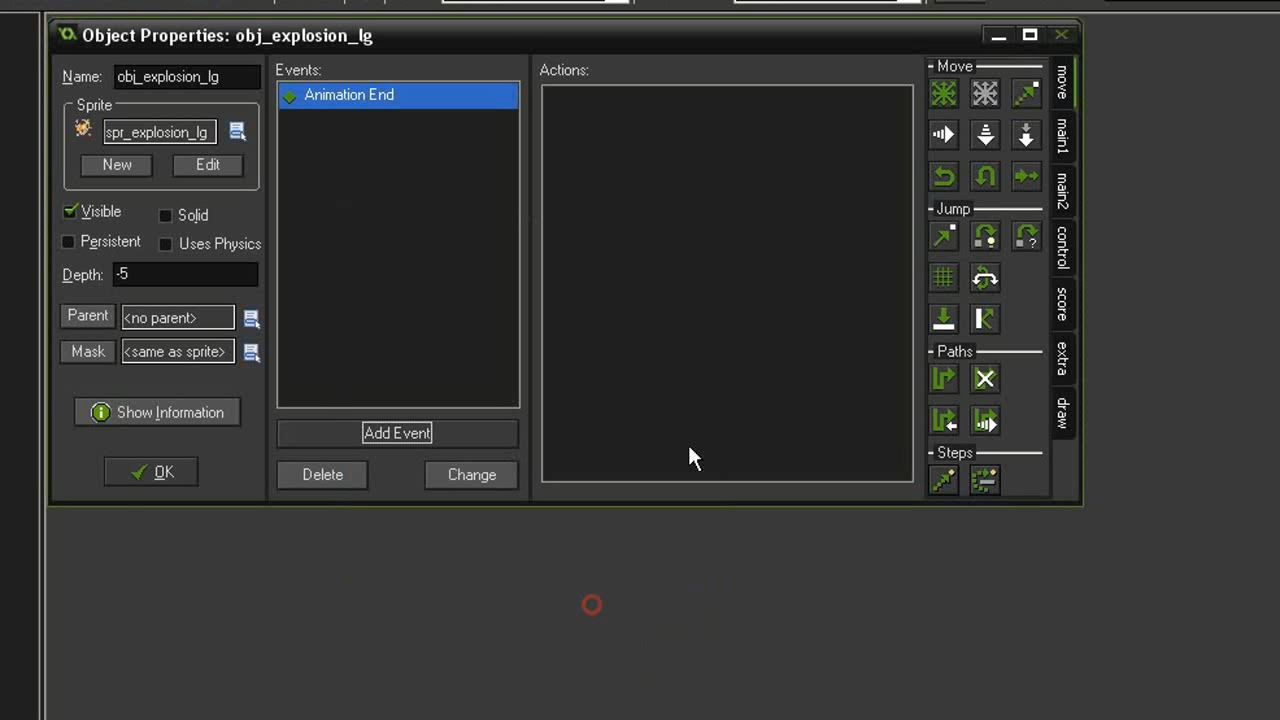 Object Properties: obj_explosion_lg
Name: obj_explosion_lg
Sprite
spr_explosion_lg
New Edit
Visible Solid
Persistent Uses Physics
Depth: -5
Parent <no parent>
Mask <same as sprite>
Show Information
OK
Events:
Animation End
Add Event
Delete Change
Actions:
Move
Jump
?
Paths
Steps
move
main1
main2
control
score
extra
draw